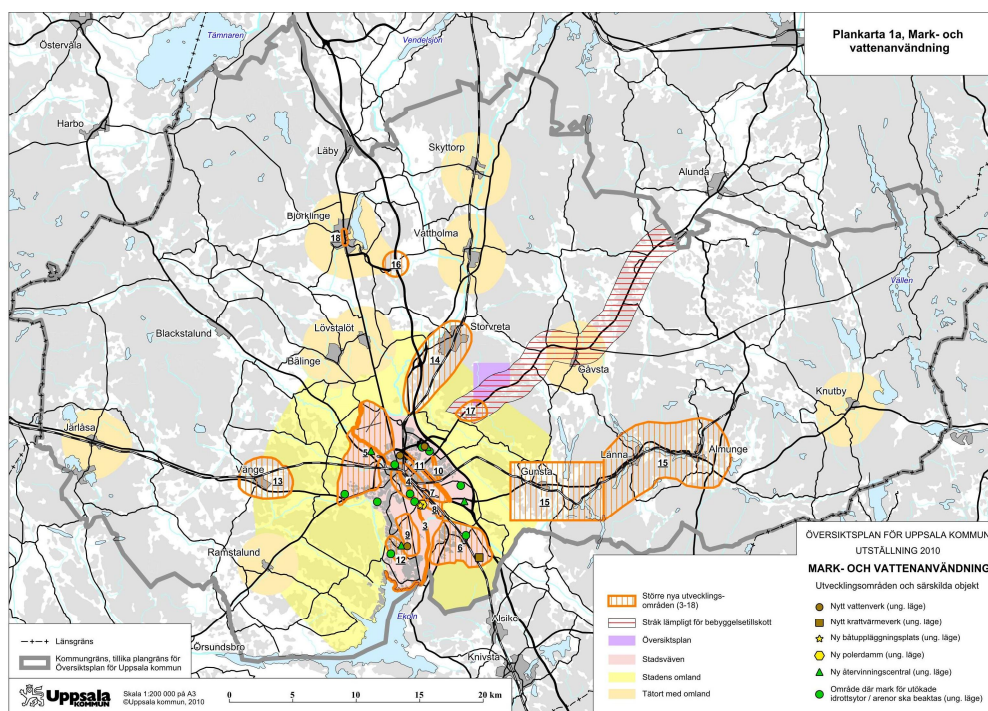 Plankarta 1a, Mark- och
vattenanvändning
Östervåla
Tämnaren
Vendelsjön
Harbo
Läby
Skyttorp
Alunda
Björklinge
18
Vattholma
16
Vällen
Blackstalund
Lövstalöt
Storvreta
Bälinge
14
Gåvsta
Knutby
17
Järlåsa
5
11
10
Länna
15
Almunge
Vänge
13
Gunsta
15
4
7
8
3
9
6
12
Ramstalund
Ekoln
Alsike
Örsundsbro
Knivsta
Länsgräns
Kommungräns, tillika plangräns för
Översiktsplan för Uppsala kommun
Uppsala
KOMMUN
Skala 1:200 000 på A3
©Uppsala kommun, 2010
0 5 10 15 20 km
Större nya utvecklings-
områden (3-18)
Stråk lämpligt för bebyggelsetillskott
Översiktsplan
Stadsväven
Stadens omland
Tätort med omland
ÖVERSIKTSPLAN FÖR UPPSALA KOMMUN
UTSTÄLLNING 2010
MARK- OCH VATTENANVÄNDNING
Utvecklingsområden och särskilda objekt
Nytt vattenverk (ung. läge)
Nytt kraftvärmeverk (ung. läge)
Ny båtuppläggningsplats (ung. läge)
Ny polerdamm (ung. läge)
Ny återvinningscentral (ung. läge)
Område där mark för utökade
idrottsytor / arenor ska beaktas (ung. läge)